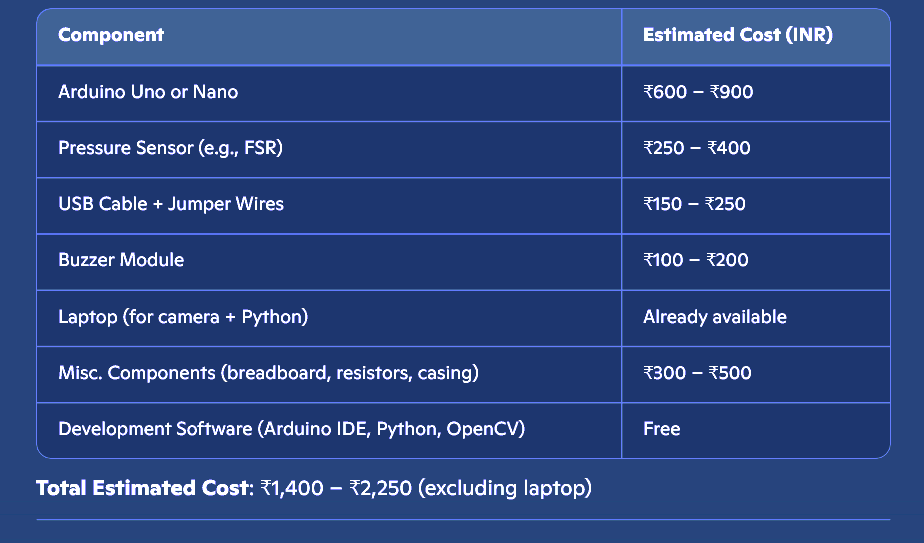 Component Estimated Cost (INR)
Arduino Uno or Nano ₹600 – ₹900
Pressure Sensor (e.g., FSR) ₹250 – ₹400
USB Cable + Jumper Wires ₹150 – ₹250
Buzzer Module ₹100 – ₹200
Laptop (for camera + Python) Already available
Misc. Components (breadboard, resistors, casing) ₹300 – ₹500
Development Software (Arduino IDE, Python, OpenCV) Free
Total Estimated Cost: ₹1,400 – ₹2,250 (excluding laptop)